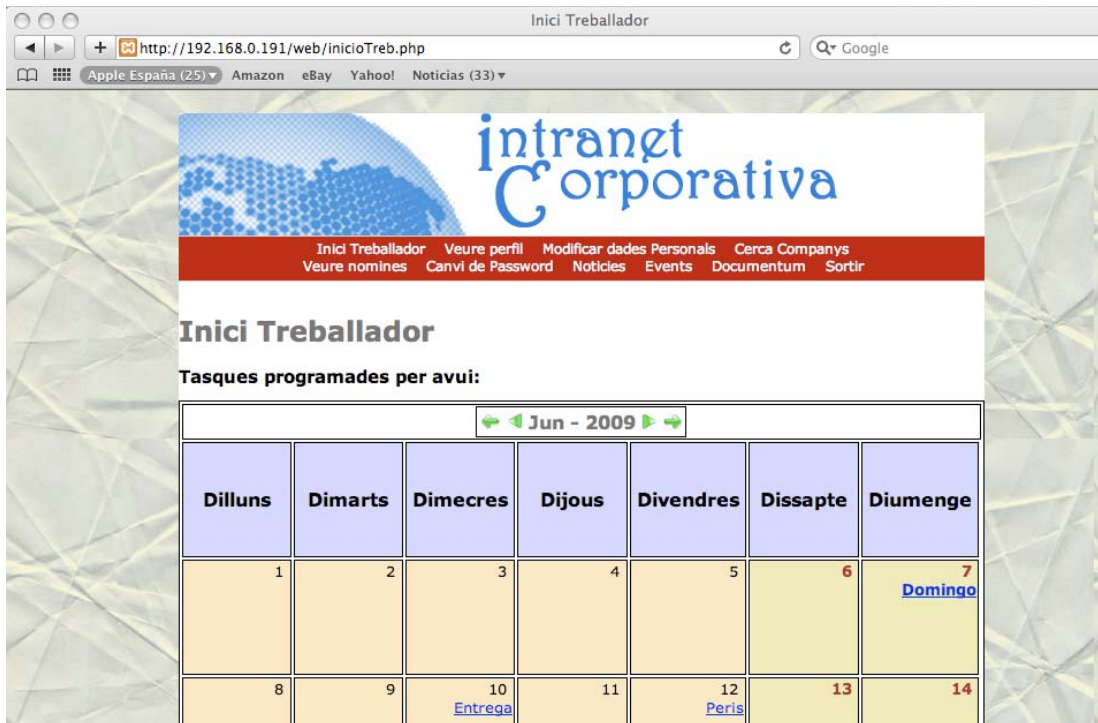 Inici Treballador
http://192.168.0.191/web/inicioTreb.php
Google
Apple España (25) Amazon eBay Yahoo! Noticias (33)
intranet
Corporativa
Inici Treballador Veure perfil Modificar dades Personals Cerca Companys
Veure nomines Canvi de Password Noticies Events Documentum Sortir
Inici Treballador
Tasques programades per avui:
Jun - 2009
Dilluns Dimarts Dimecres Dijous Divendres Dissapte Diumenge
1 2 3 4 5 6 7
Domingo
8 9 10 11 12 13 14
Entrega Peris